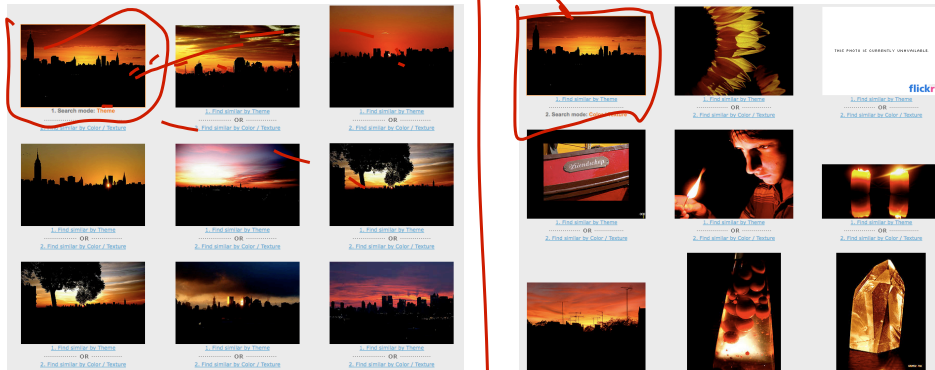 1. Search mode: Theme
2. Find similar by Color / Texture
1. Find similar by Theme
OR
2. Find similar by Color / Texture
1. Find similar by Theme
OR
2. Find similar by Color / Texture
1. Find similar by Theme
OR
2. Find similar by Color / Texture
1. Find similar by Theme
OR
2. Find similar by Color / Texture
1. Find similar by Theme
OR
2. Find similar by Color / Texture
1. Find similar by Theme
OR
2. Find similar by Color / Texture
1. Find similar by Theme
OR
2. Find similar by Color / Texture
1. Find similar by Theme
OR
2. Find similar by Color / Texture
1. Find similar by Theme
OR
2. Search mode: Color / Texture
1. Find similar by Theme
OR
2. Find similar by Color / Texture
THIS PHOTO IS CURRENTLY UNAVAILABLE
flickr
1. Find similar by Theme
OR
2. Find similar by Color / Texture
Friendship
1. Find similar by Theme
OR
2. Find similar by Color / Texture
1. Find similar by Theme
OR
2. Find similar by Color / Texture
1. Find similar by Theme
OR
2. Find similar by Color / Texture